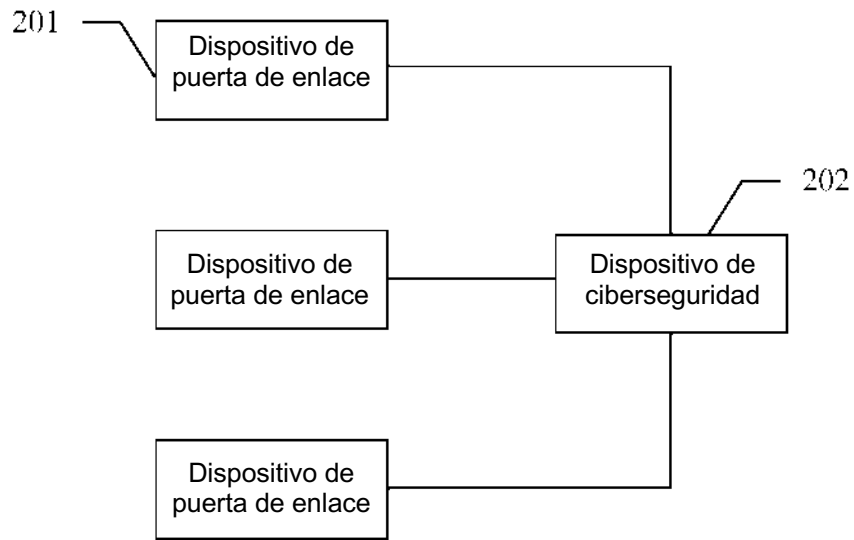 201
Dispositivo de
puerta de enlace
202
Dispositivo de
puerta de enlace
Dispositivo de
ciberseguridad
Dispositivo de
puerta de enlace